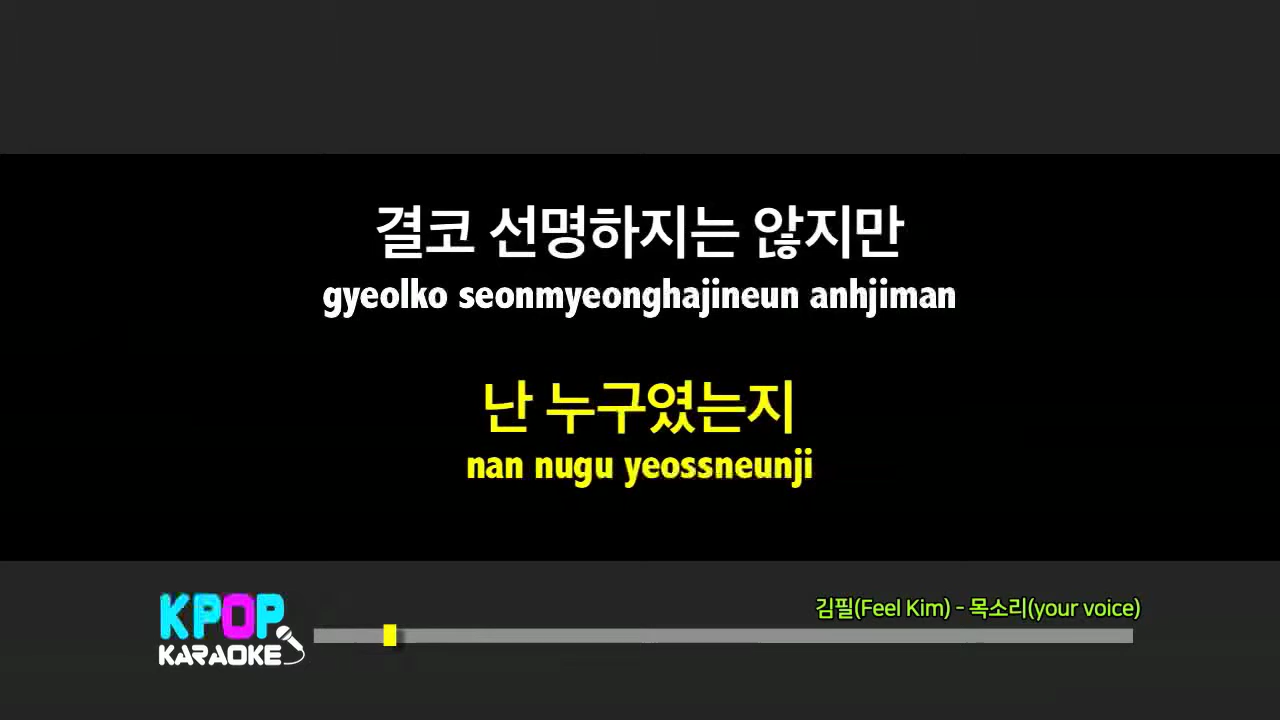 결코 선명하지는 않지만
gyeolko seonmyeonghajineun anhjiman
난 누구였는지
nan nugu yeossneunji
김필(Feel Kim) - 목소리(your voice)
KPOP
KARAOKE